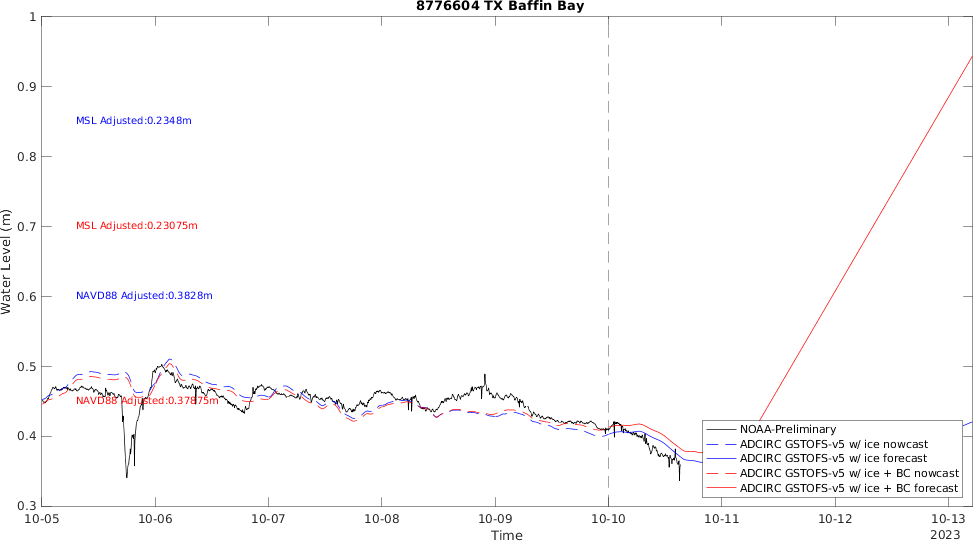 8776604 TX Baffin Bay
1
0.9
0.8
0.7
0.6
0.5
0.4
0.3
Water Level (m)
MSL Adjusted:0.2348m
MSL Adjusted:0.23075m
NAVD88 Adjusted:0.3828m
NAVD88 Adjusted:0.37875m
NOAA-Preliminary
ADCIRC GSTOFS-v5 w/ ice nowcast
ADCIRC GSTOFS-v5 w/ ice forecast
ADCIRC GSTOFS-v5 w/ ice + BC nowcast
ADCIRC GSTOFS-v5 w/ ice + BC forecast
10-05 10-06 10-07 10-08 10-09 10-10 10-11 10-12 10-13
2023
Time